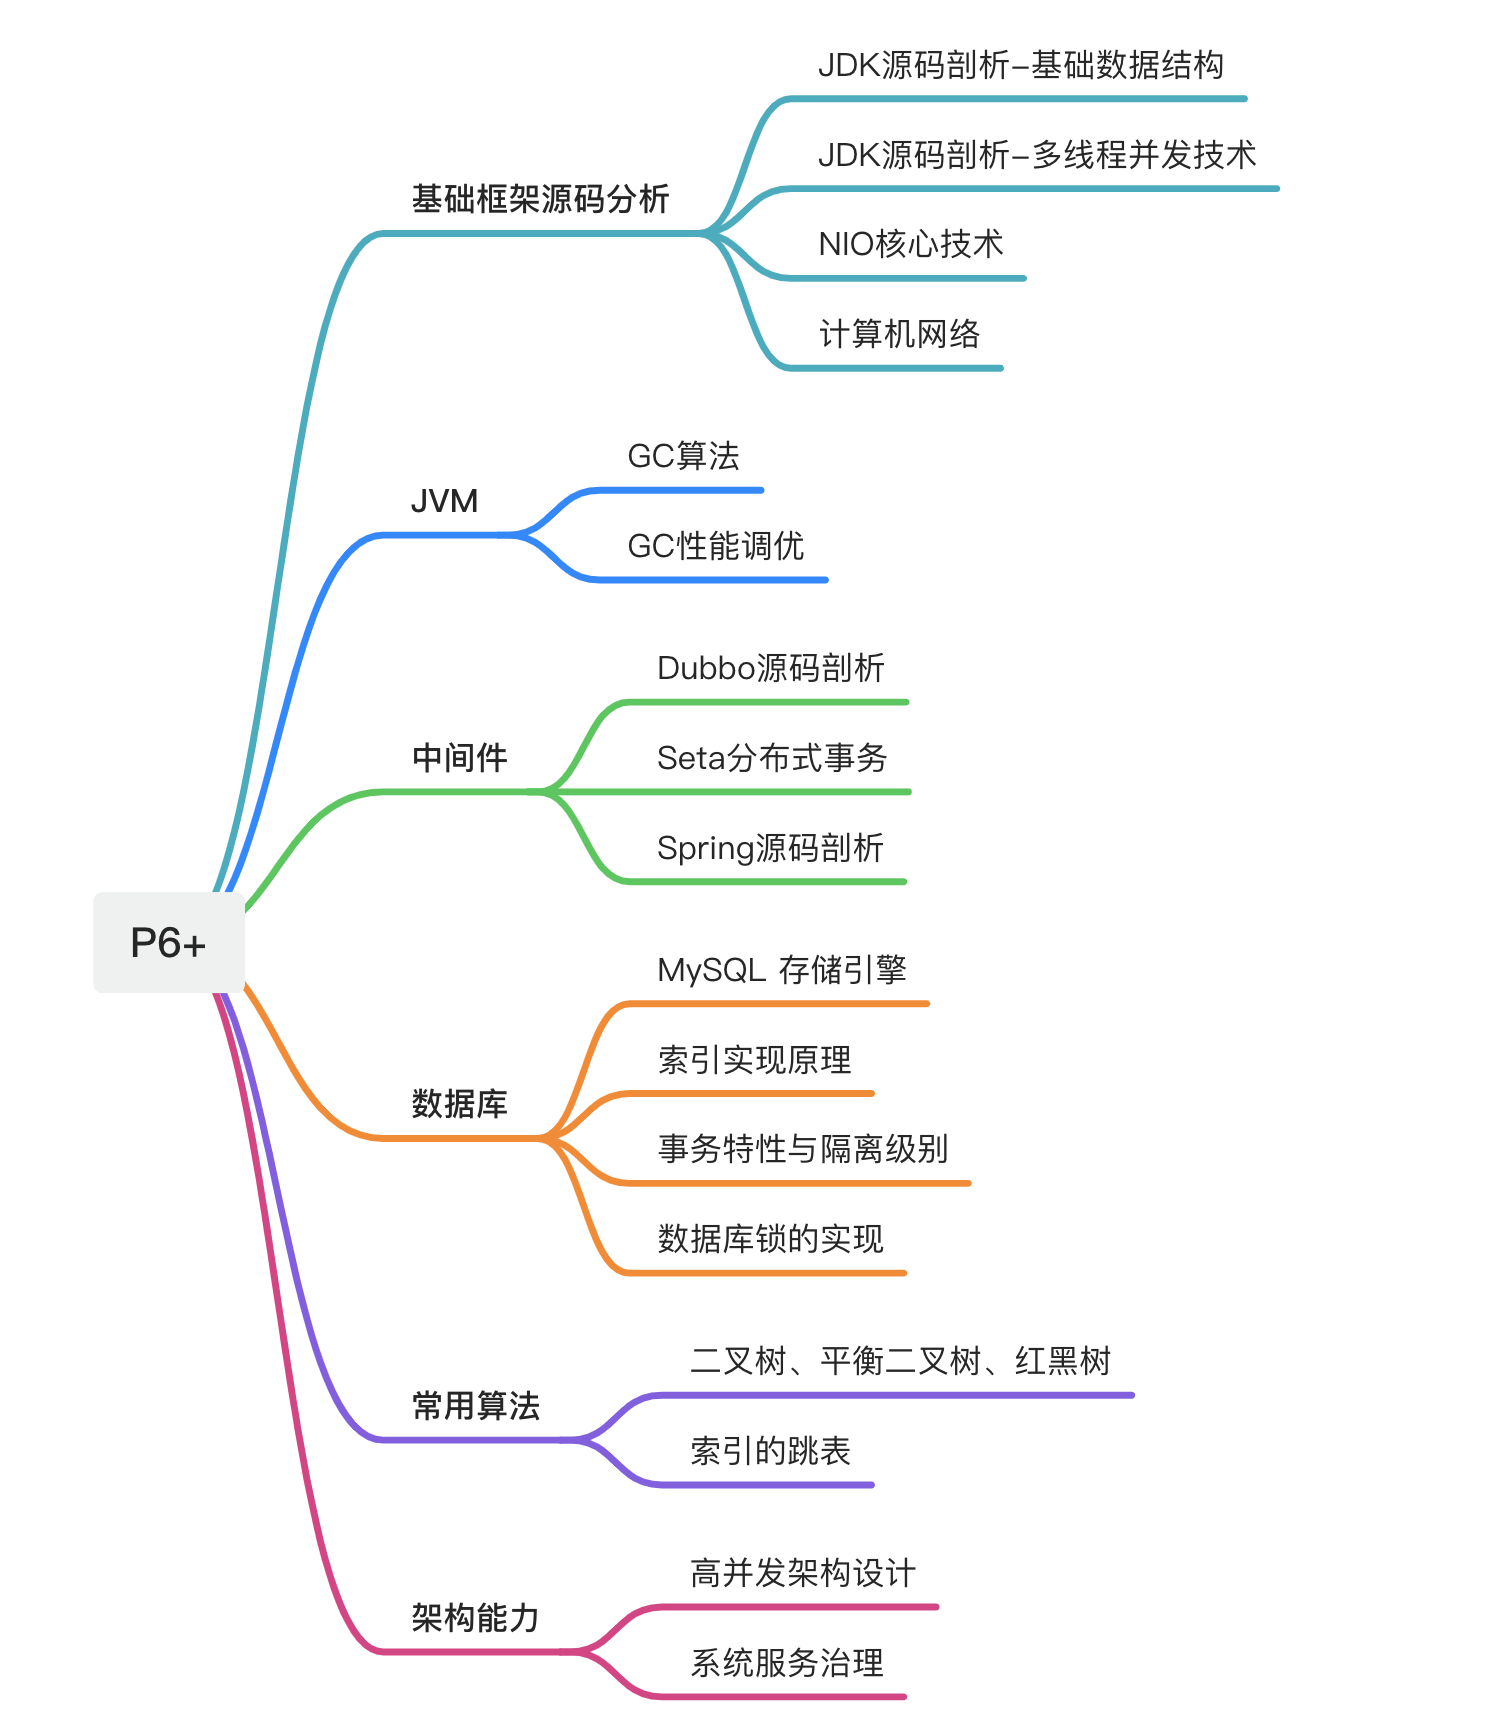 P6+
基础框架源码分析
JDK源码剖析-基础数据结构
JDK源码剖析-多线程并发技术
NIO核心技术
计算机网络
JVM
GC算法
GC性能调优
中间件
Dubbo源码剖析
Seta分布式事务
Spring源码剖析
数据库
MySQL 存储引擎
索引实现原理
事务特性与隔离级别
数据库锁的实现
常用算法
二叉树、平衡二叉树、红黑树
索引的跳表
架构能力
高并发架构设计
系统服务治理